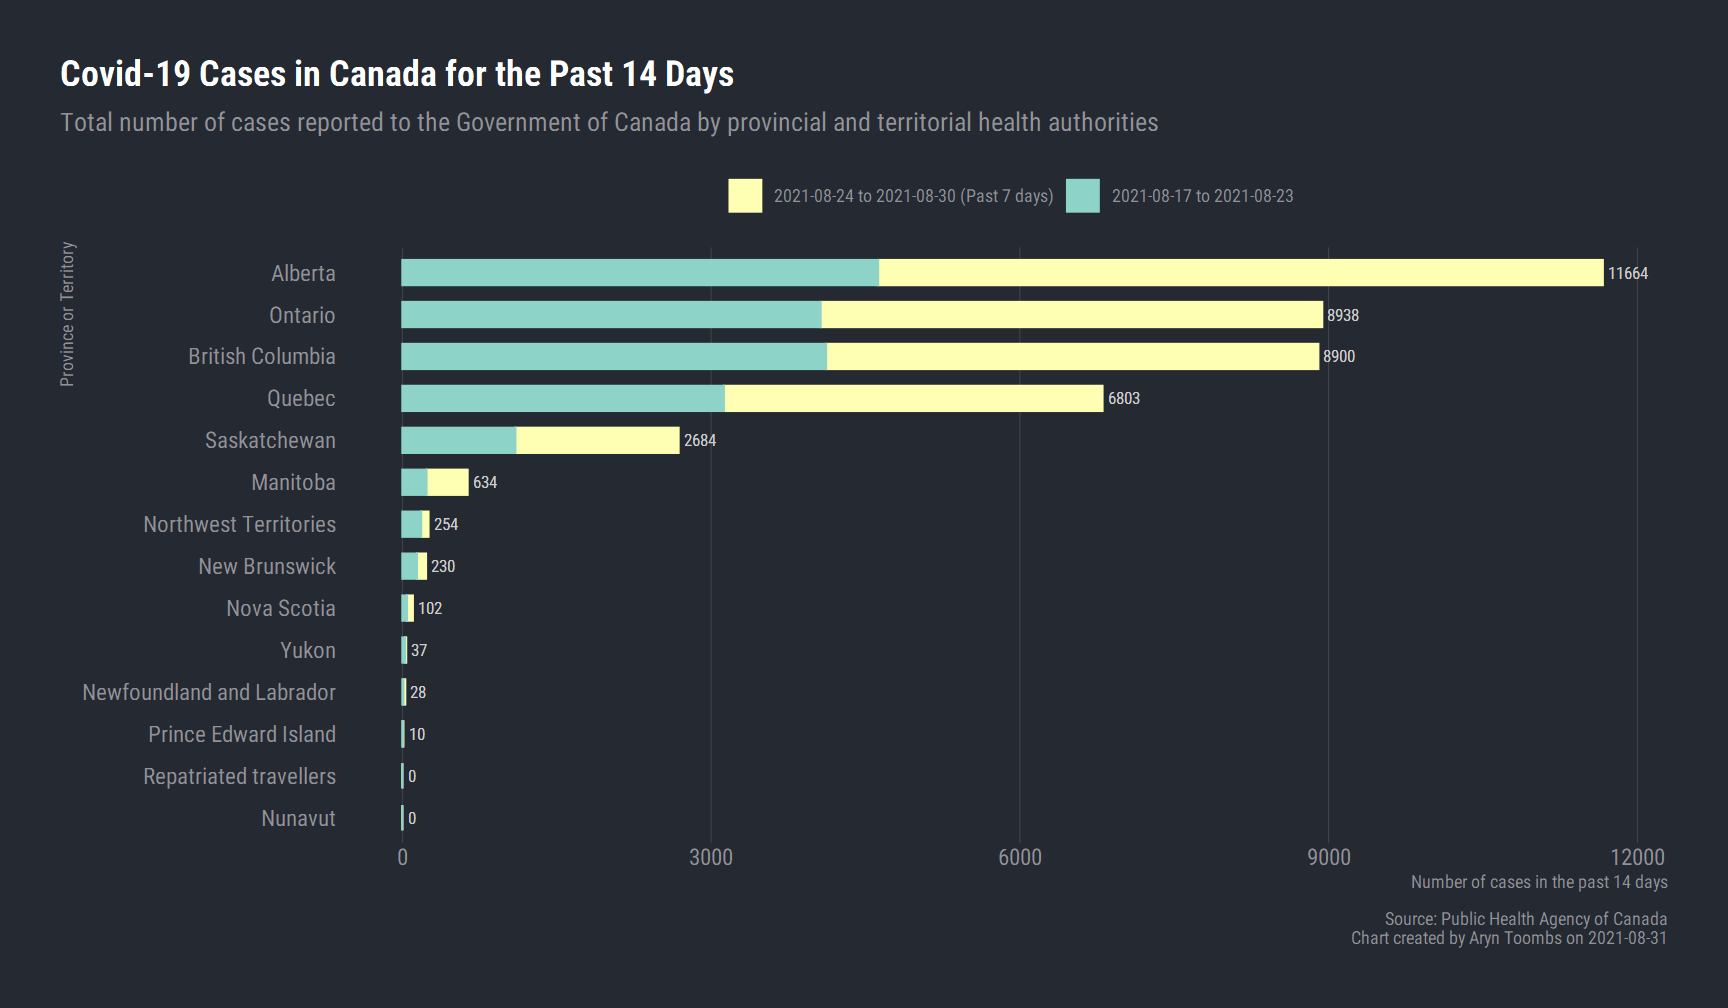 Covid-19 Cases in Canada for the Past 14 Days
Total number of cases reported to the Government of Canada by provincial and territorial health authorities
2021-08-24 to 2021-08-30 (Past 7 days)
2021-08-17 to 2021-08-23
Province or Territory
Alberta 11664
Ontario 8938
British Columbia 8900
Quebec 6803
Saskatchewan 2684
Manitoba 634
Northwest Territories 254
New Brunswick 230
Nova Scotia 102
Yukon 37
Newfoundland and Labrador 28
Prince Edward Island 10
Repatriated travellers 0
Nunavut 0
0 3000 6000 9000 12000
Number of cases in the past 14 days
Source: Public Health Agency of Canada
Chart created by Aryn Toombs on 2021-08-31